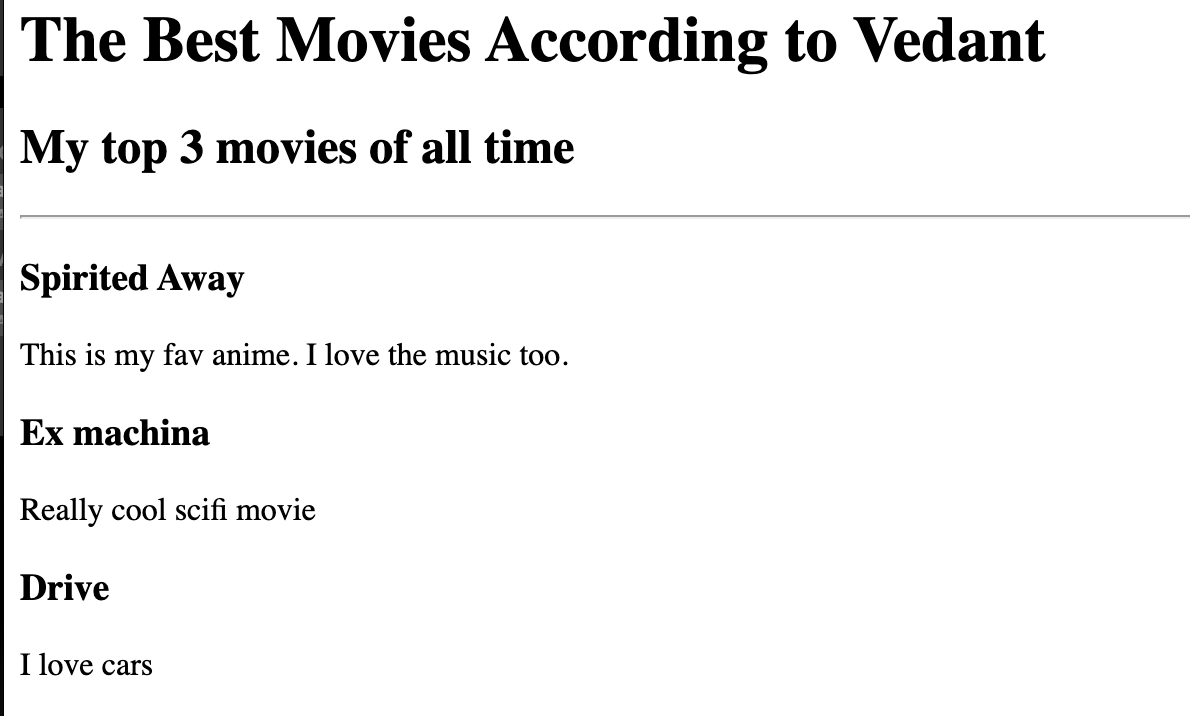 The Best Movies According to Vedant
My top 3 movies of all time
Spirited Away
This is my fav anime. I love the music too.
Ex machina
Really cool scifi movie
Drive
I love cars